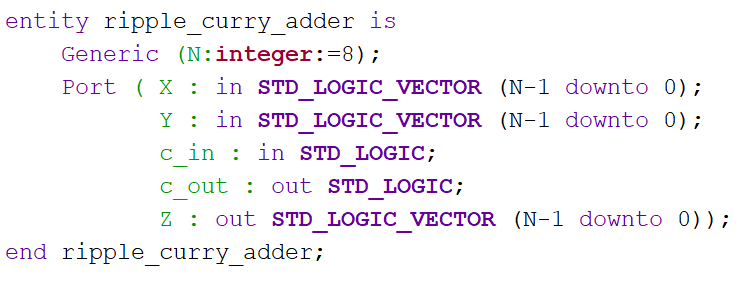 entity ripple_curry_adder is
Generic (N:integer:=8);
Port ( X : in STD_LOGIC_VECTOR (N-1 downto 0);
Y : in STD_LOGIC_VECTOR (N-1 downto 0);
c_in : in STD_LOGIC;
c_out : out STD_LOGIC;
Z : out STD_LOGIC_VECTOR (N-1 downto 0));
end ripple_curry_adder;